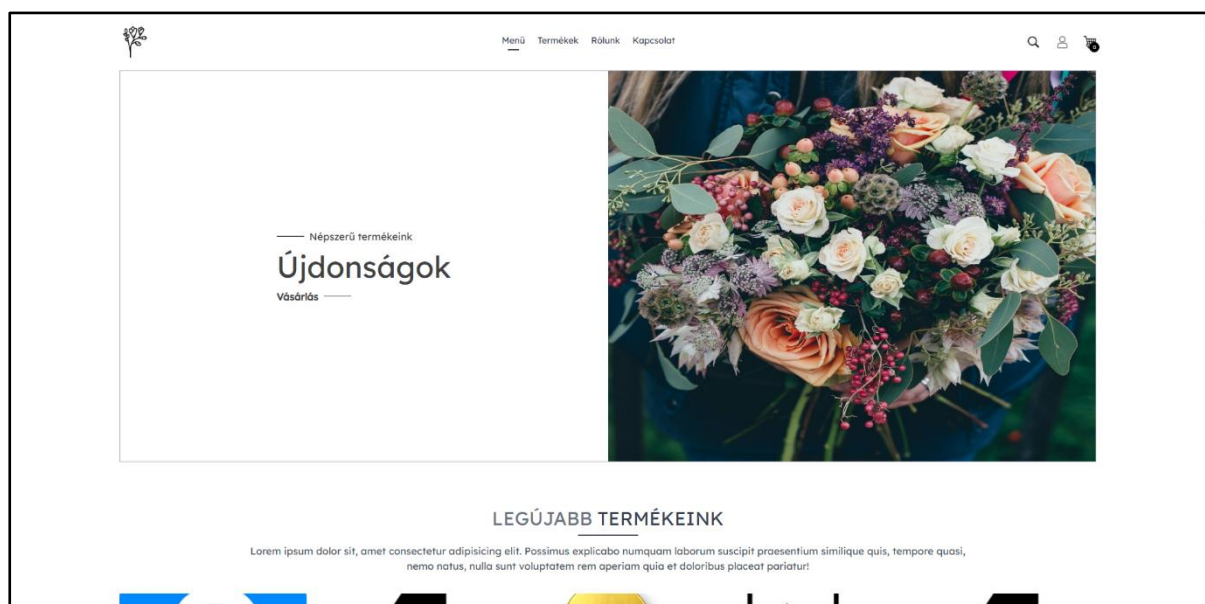 Menü Termékek Rólunk Kapcsolat
0
Népszerű termékeink
Újdonságok
Vásárlás
LEGÚJABB TERMÉKEINK
Lorem ipsum dolor sit, amet consectetur adipisicing elit. Possimus explicabo numquam laborum suscipit praesentium similique quis, tempore quasi,
nemo natus, nulla sunt voluptatem rem aperiam quia et doloribus placeat pariatur!